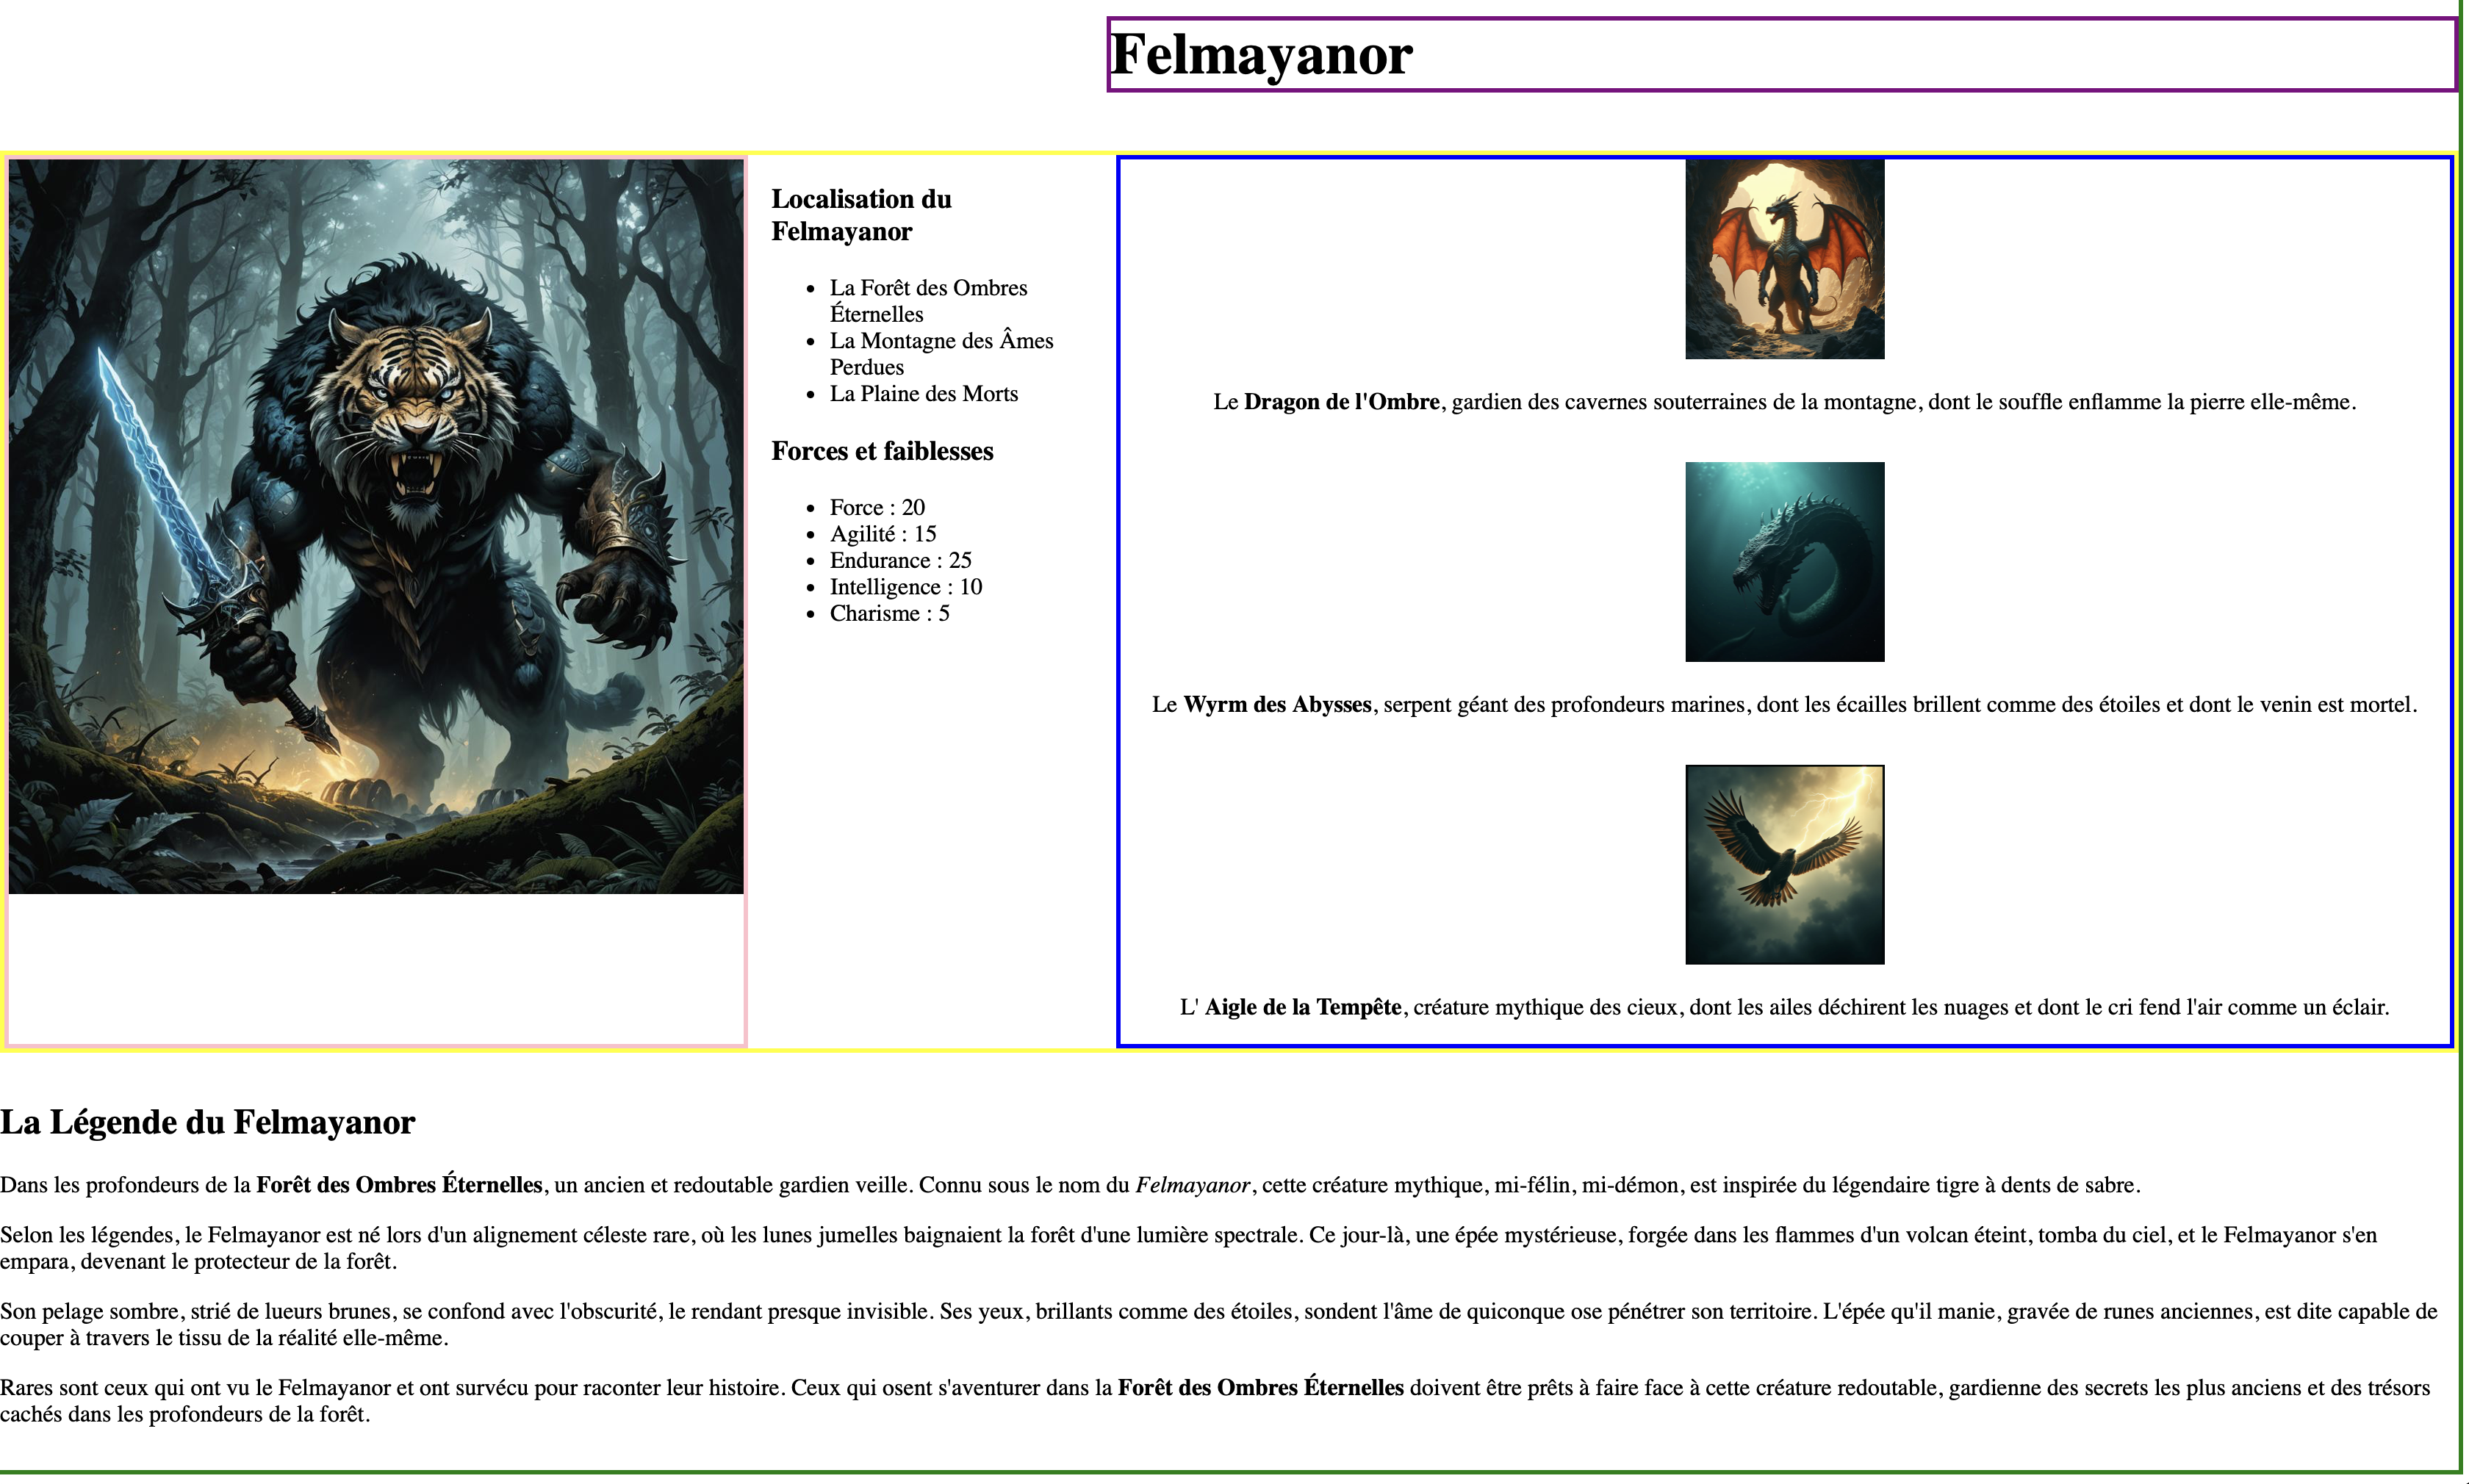 Felmayanor
Localisation du
Felmayanor
La Forêt des Ombres
Éternelles
La Montagne des Âmes
Perdues
La Plaine des Morts
Forces et faiblesses
Force : 20
Agilité : 15
Endurance : 25
Intelligence : 10
Charisme : 5
Le Dragon de l'Ombre, gardien des cavernes souterraines de la montagne, dont le souffle enflamme la pierre elle-même.
Le Wyrm des Abysses, serpent géant des profondeurs marines, dont les écailles brillent comme des étoiles et dont le venin est mortel.
L' Aigle de la Tempête, créature mythique des cieux, dont les ailes déchirent les nuages et dont le cri fend l'air comme un éclair.
La Légende du Felmayanor
Dans les profondeurs de la Forêt des Ombres Éternelles, un ancien et redoutable gardien veille. Connu sous le nom du Felmayanor, cette créature mythique, mi-félin, mi-démon, est inspirée du légendaire tigre à dents de sabre.
Selon les légendes, le Felmayanor est né lors d'un alignement céleste rare, où les lunes jumelles baignaient la forêt d'une lumière spectrale. Ce jour-là, une épée mystérieuse, forgée dans les flammes d'un volcan éteint, tomba du ciel, et le Felmayanor s'en
empara, devenant le protecteur de la forêt.
Son pelage sombre, strié de lueurs brunes, se confond avec l'obscurité, le rendant presque invisible. Ses yeux, brillants comme des étoiles, sondent l'âme de quiconque ose pénétrer son territoire. L'épée qu'il manie, gravée de runes anciennes, est dite capable de
couper à travers le tissu de la réalité elle-même.
Rares sont ceux qui ont vu le Felmayanor et ont survécu pour raconter leur histoire. Ceux qui osent s'aventurer dans la Forêt des Ombres Éternelles doivent être prêts à faire face à cette créature redoutable, gardienne des secrets les plus anciens et des trésors
cachés dans les profondeurs de la forêt.